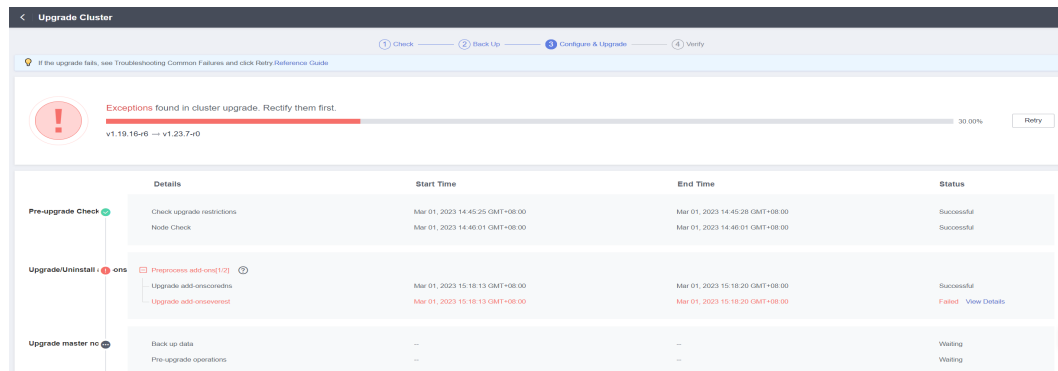 Upgrade Cluster
1 Check 2 Back Up 3 Configure & Upgrade 4 Verify
If the upgrade fails, see Troubleshooting Common Failures and click Retry.Reference Guide
Exceptions found in cluster upgrade. Rectify them first.
30.00% Retry
v1.19.16-r6 → v1.23.7-r0
Details Start Time End Time Status
Pre-upgrade Check Check upgrade restrictions Mar 01, 2023 14:45:25 GMT+08:00 Mar 01, 2023 14:45:28 GMT+08:00 Successful
Node Check Mar 01, 2023 14:46:01 GMT+08:00 Mar 01, 2023 14:46:01 GMT+08:00 Successful
Upgrade/Uninstall ons Preprocess add-ons[1/2]
Upgrade add-onscoredns Mar 01, 2023 15:18:13 GMT+08:00 Mar 01, 2023 15:18:20 GMT+08:00 Successful
Upgrade add-onseverest Mar 01, 2023 15:18:13 GMT+08:00 Mar 01, 2023 15:18:20 GMT+08:00 Failed View Details
Upgrade master Back up data -- -- Waiting
Pre-upgrade operations -- -- Waiting